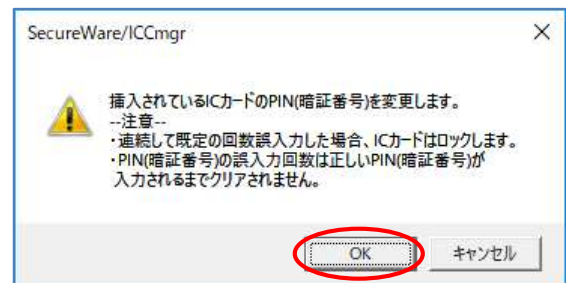 SecureWare/ICCmgr
挿入されているICカードのPIN(暗証番号)を変更します。
--注意--
・連続して既定の回数誤入力した場合、ICカードはロックします。
・PIN(暗証番号)の誤入力回数は正しいPIN(暗証番号)が
入力されるまでクリアされません。
OK キャンセル